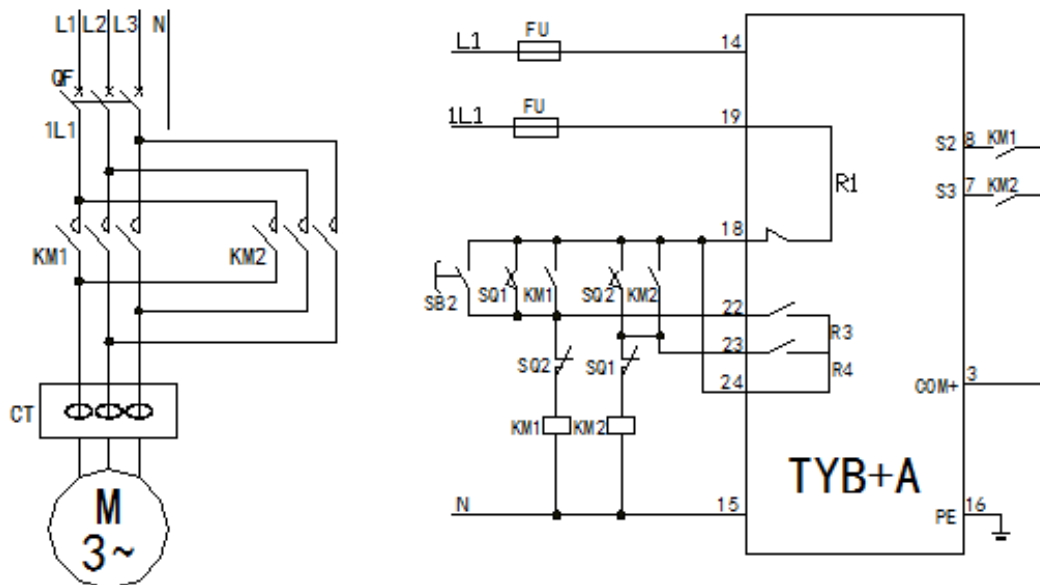 L1 L2 L3 N
QF
1L1
KM1
KM2
CT
M
3~
L1
FU
14
1L1
FU
19
S2
8
KM1
S3
7
KM2
R1
18
SB2
SQ1
KM1
SQ2
KM2
22
R3
SQ2
SQ1
23
R4
24
COM+
3
KM1
KM2
TYB+A
N
15
PE
16